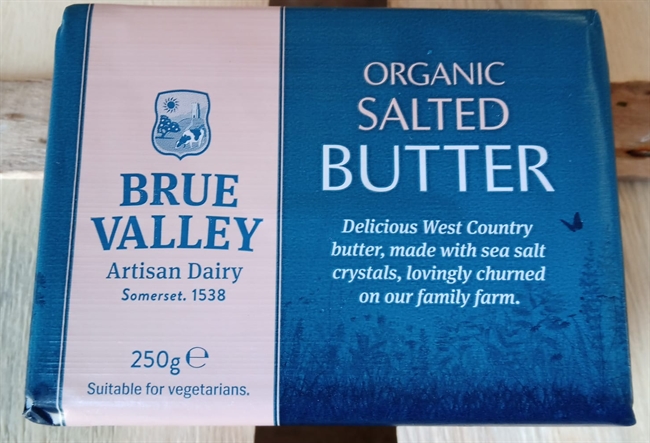 BRUE
VALLEY
Artisan Dairy
Somerset. 1538
250g ℮
Suitable for vegetarians.
ORGANIC
SALTED
BUTTER
Delicious West Country
butter, made with sea salt
crystals, lovingly churned
on our family farm.